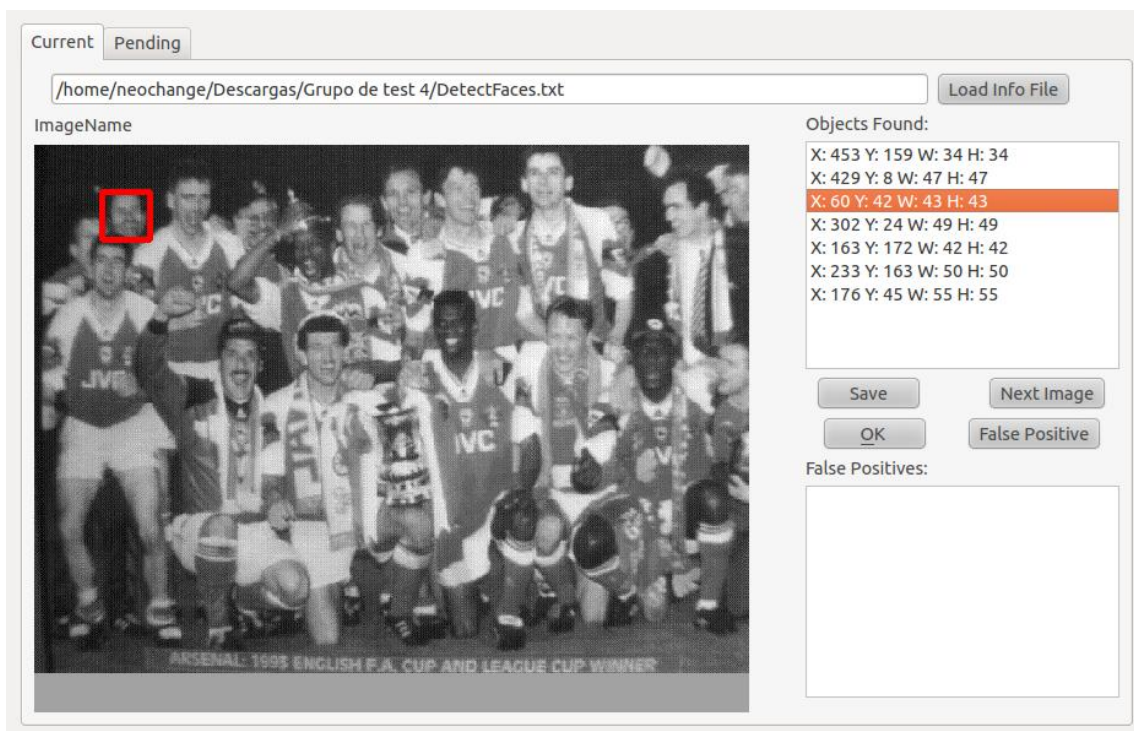 Current Pending
/home/neochange/Descargas/Grupo de test 4/DetectFaces.txt Load Info File
ImageName
Objects Found:
X: 453 Y: 159 W: 34 H: 34
X: 429 Y: 8 W: 47 H: 47
X: 60 Y: 42 W: 43 H: 43
X: 302 Y: 24 W: 49 H: 49
X: 163 Y: 172 W: 42 H: 42
X: 233 Y: 163 W: 50 H: 50
X: 176 Y: 45 W: 55 H: 55
Save Next Image
OK False Positive
False Positives:
JVC
JVC
ARSENAL: 1993 ENGLISH F.A. CUP AND LEAGUE CUP WINNER